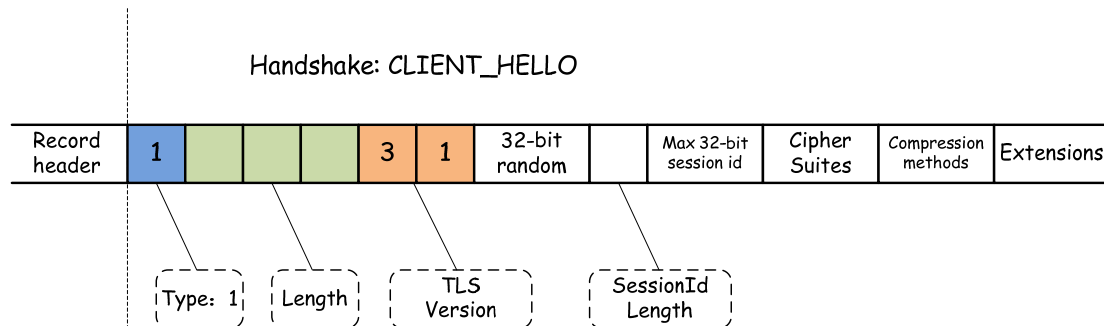 Handshake: CLIENT_HELLO
Record
header
1
3
1
32-bit
random
Max 32-bit
session id
Cipher
Suites
Compression
methods
Extensions
Type：1
Length
TLS
Version
SessionId
Length